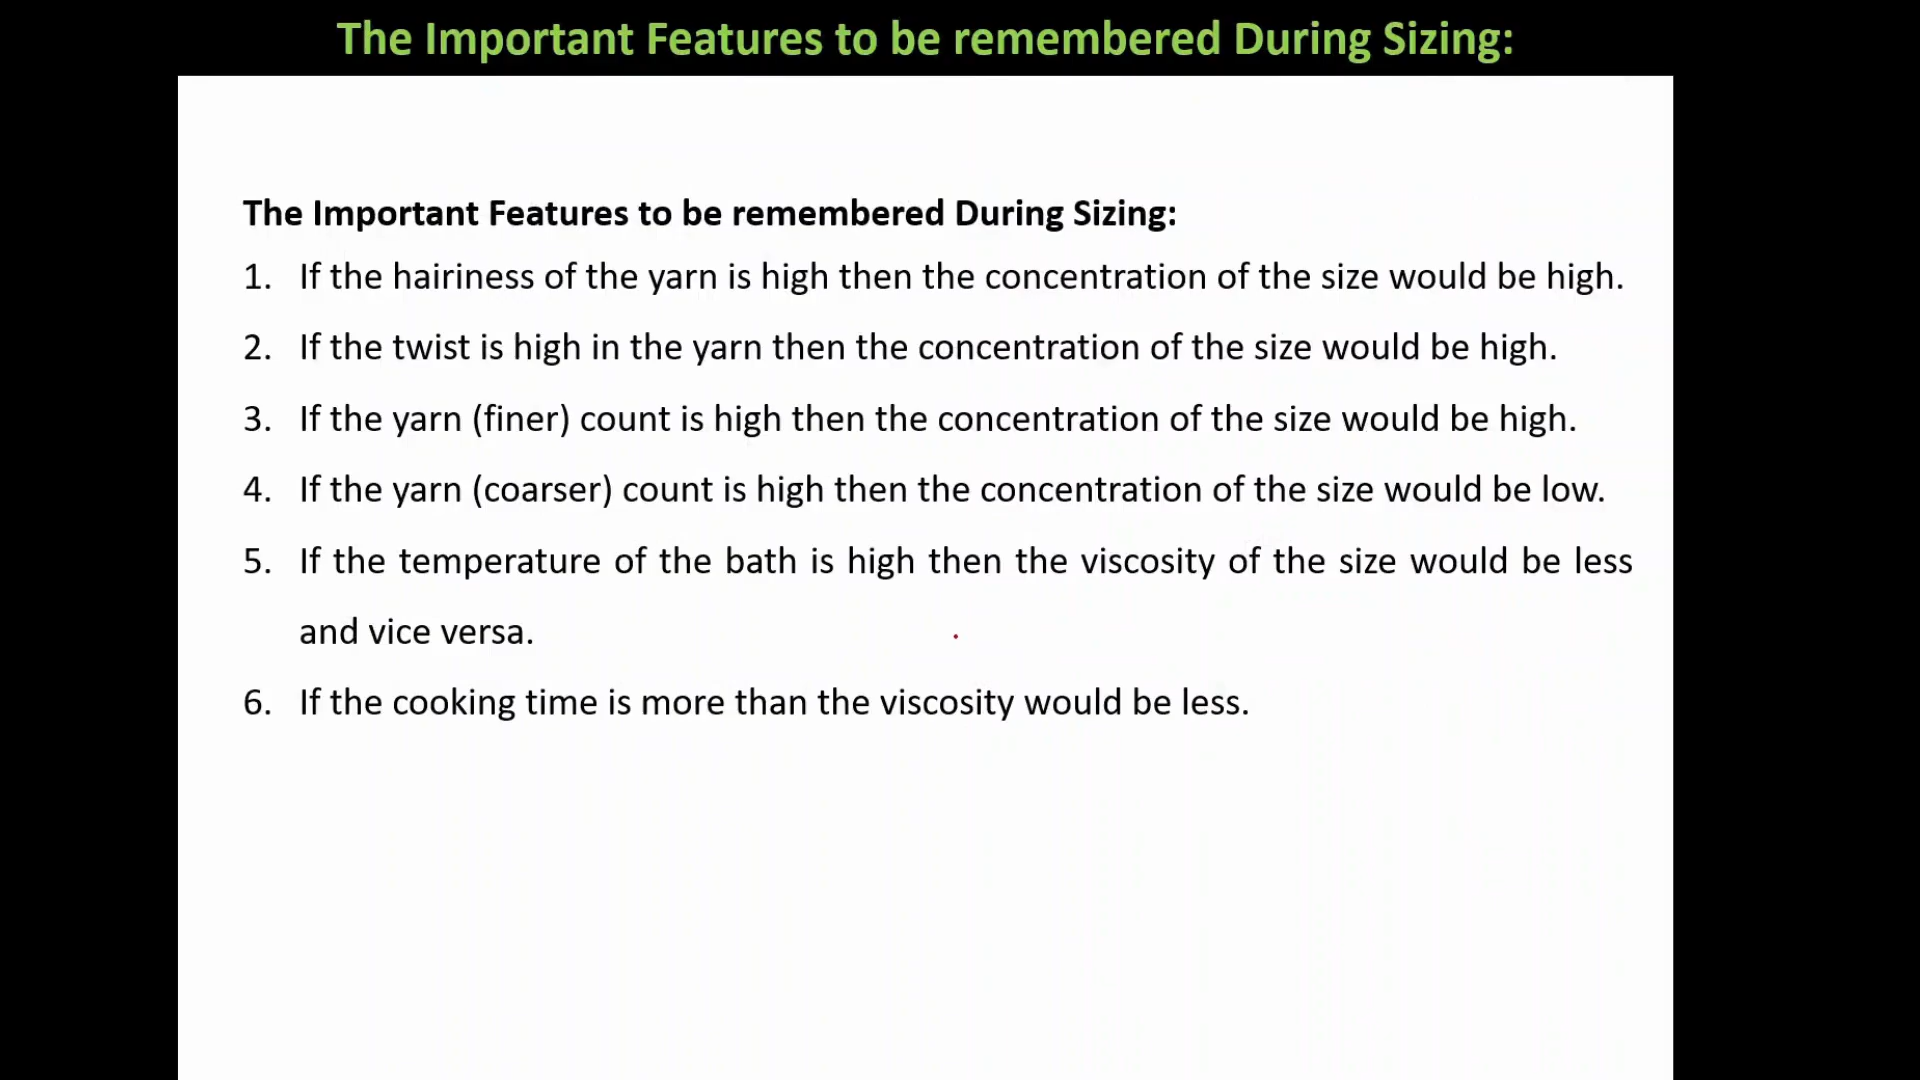 The Important Features to be remembered During Sizing:
The Important Features to be remembered During Sizing:
1. If the hairiness of the yarn is high then the concentration of the size would be high.
2. If the twist is high in the yarn then the concentration of the size would be high.
3. If the yarn (finer) count is high then the concentration of the size would be high.
4. If the yarn (coarser) count is high then the concentration of the size would be low.
5. If the temperature of the bath is high then the viscosity of the size would be less
and vice versa.
6. If the cooking time is more than the viscosity would be less.